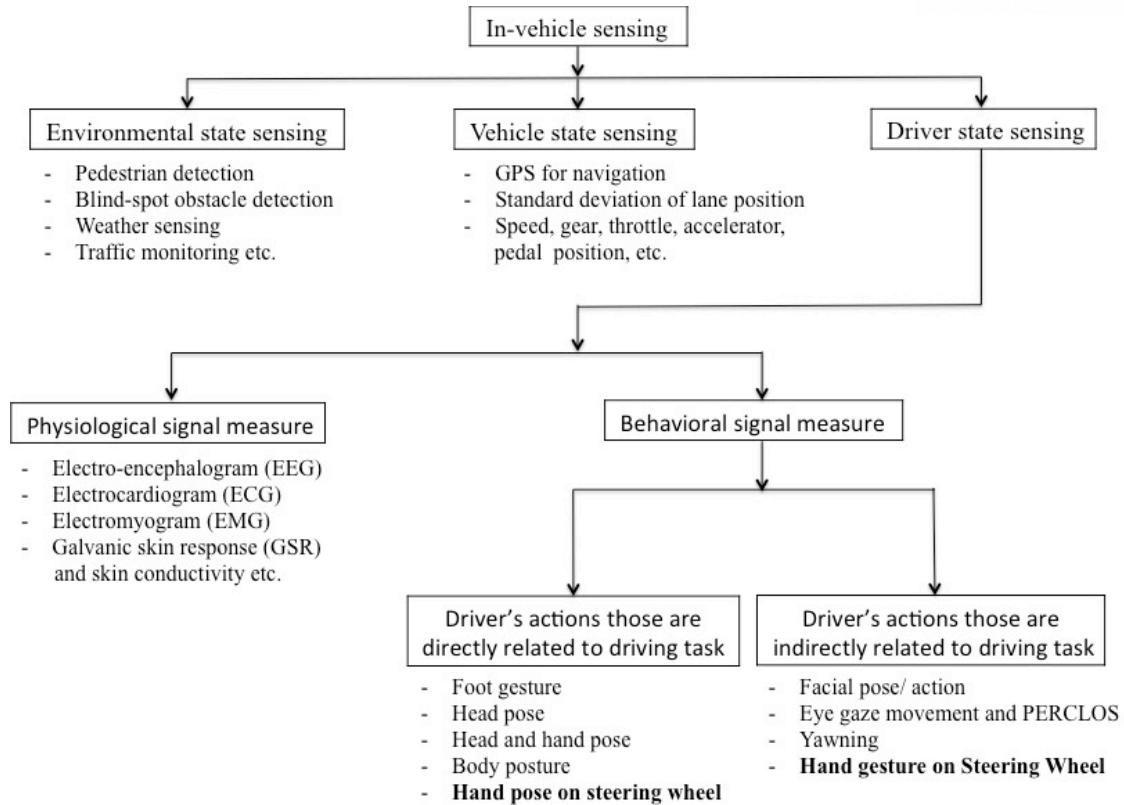 In-vehicle sensing
Environmental state sensing
- Pedestrian detection
- Blind-spot obstacle detection
- Weather sensing
- Traffic monitoring etc.
Vehicle state sensing
- GPS for navigation
- Standard deviation of lane position
- Speed, gear, throttle, accelerator,
pedal position, etc.
Driver state sensing
Physiological signal measure
- Electro-encephalogram (EEG)
- Electrocardiogram (ECG)
- Electromyogram (EMG)
- Galvanic skin response (GSR)
and skin conductivity etc.
Behavioral signal measure
Driver's actions those are
directly related to driving task
- Foot gesture
- Head pose
- Head and hand pose
- Body posture
- Hand pose on steering wheel
Driver's actions those are
indirectly related to driving task
- Facial pose/ action
- Eye gaze movement and PERCLOS
- Yawning
- Hand gesture on Steering Wheel